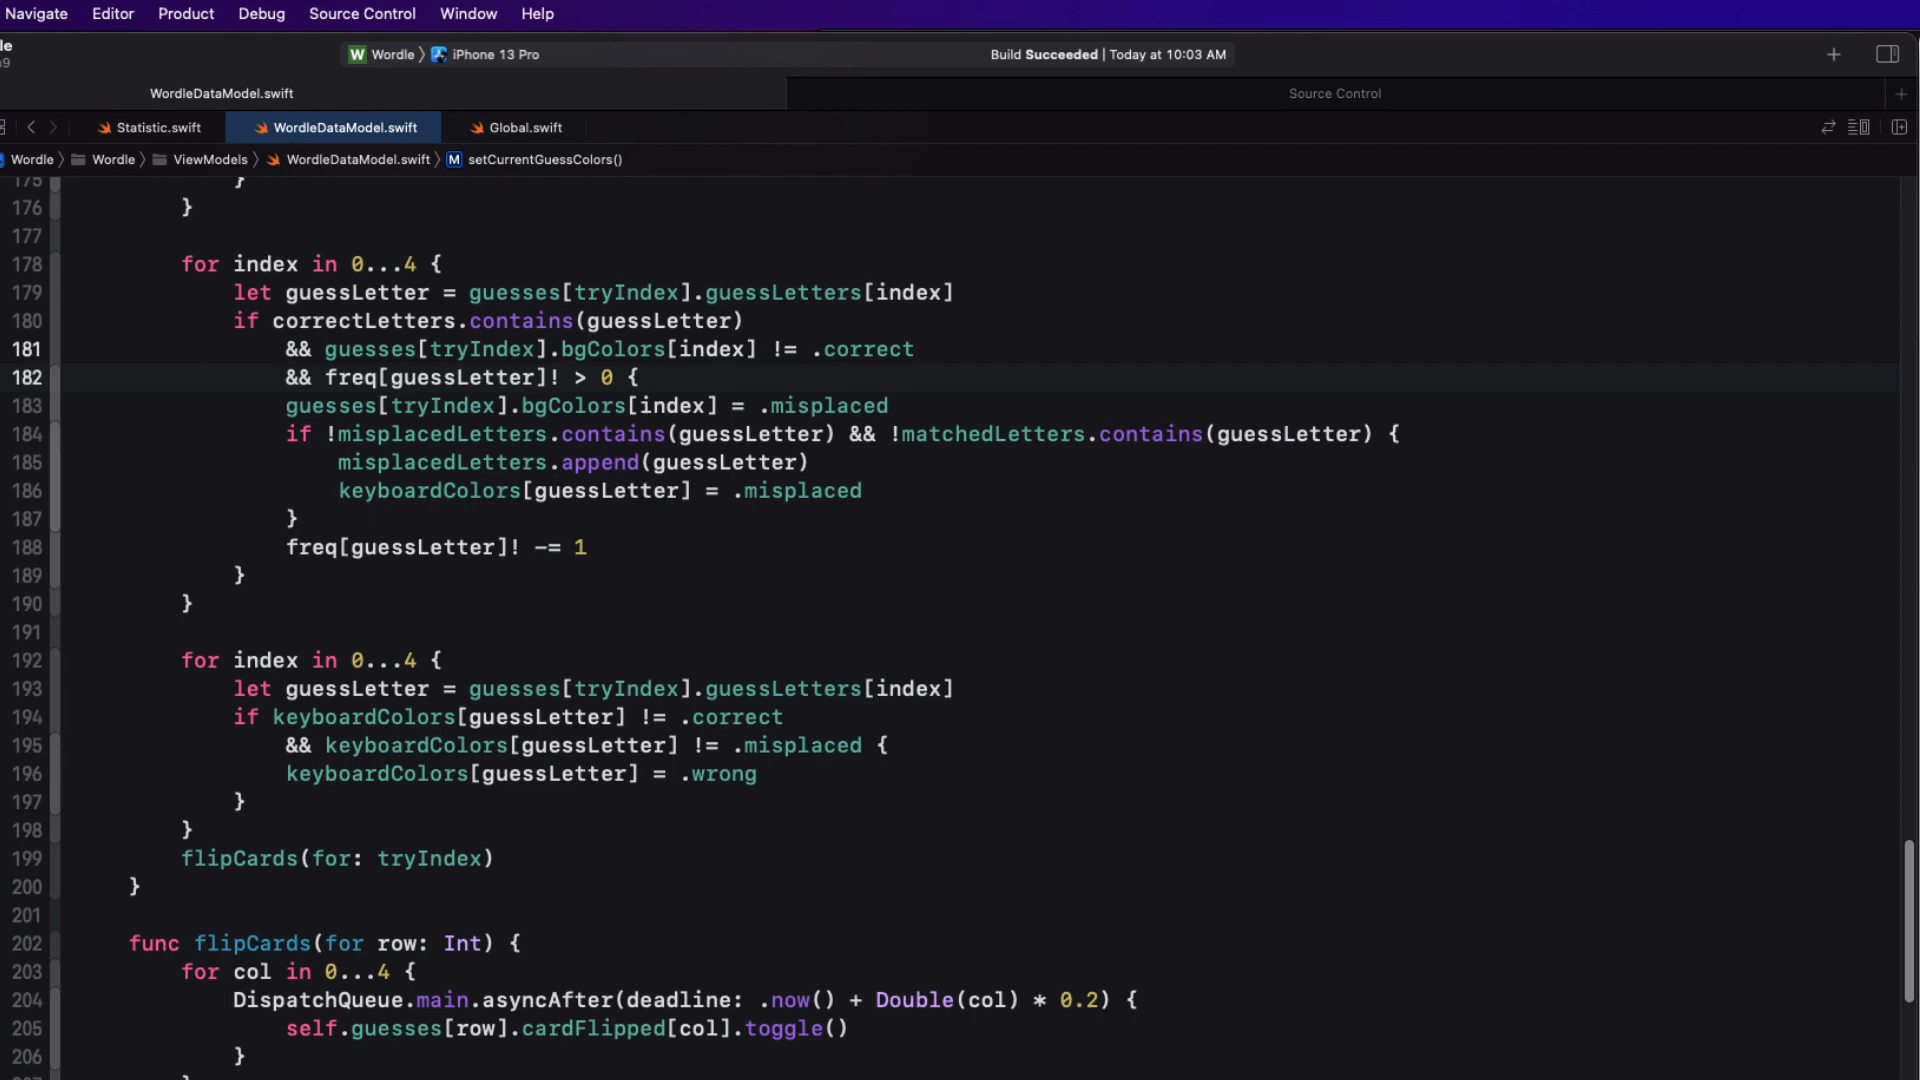 Navigate Editor Product Debug Source Control Window Help
le
Wordle iPhone 13 Pro Build Succeeded | Today at 10:03 AM
WordleDataModel.swift Source Control
Statistic.swift WordleDataModel.swift Global.swift
Wordle Wordle ViewModels WordleDataModel.swift M setCurrentGuessColors()
175 }
176 }
177
178 for index in 0...4 {
179 let guessLetter = guesses[tryIndex].guessLetters[index]
180 if correctLetters.contains(guessLetter)
181 && guesses[tryIndex].bgColors[index] != .correct
182 && freq[guessLetter]! > 0 {
183 guesses[tryIndex].bgColors[index] = .misplaced
184 if !misplacedLetters.contains(guessLetter) && !matchedLetters.contains(guessLetter) {
185 misplacedLetters.append(guessLetter)
186 keyboardColors[guessLetter] = .misplaced
187 }
188 freq[guessLetter]! -= 1
189 }
190 }
191
192 for index in 0...4 {
193 let guessLetter = guesses[tryIndex].guessLetters[index]
194 if keyboardColors[guessLetter] != .correct
195 && keyboardColors[guessLetter] != .misplaced {
196 keyboardColors[guessLetter] = .wrong
197 }
198 }
199 flipCards(for: tryIndex)
200 }
201
202 func flipCards(for row: Int) {
203 for col in 0...4 {
204 DispatchQueue.main.asyncAfter(deadline: .now() + Double(col) * 0.2) {
205 self.guesses[row].cardFlipped[col].toggle()
206 }